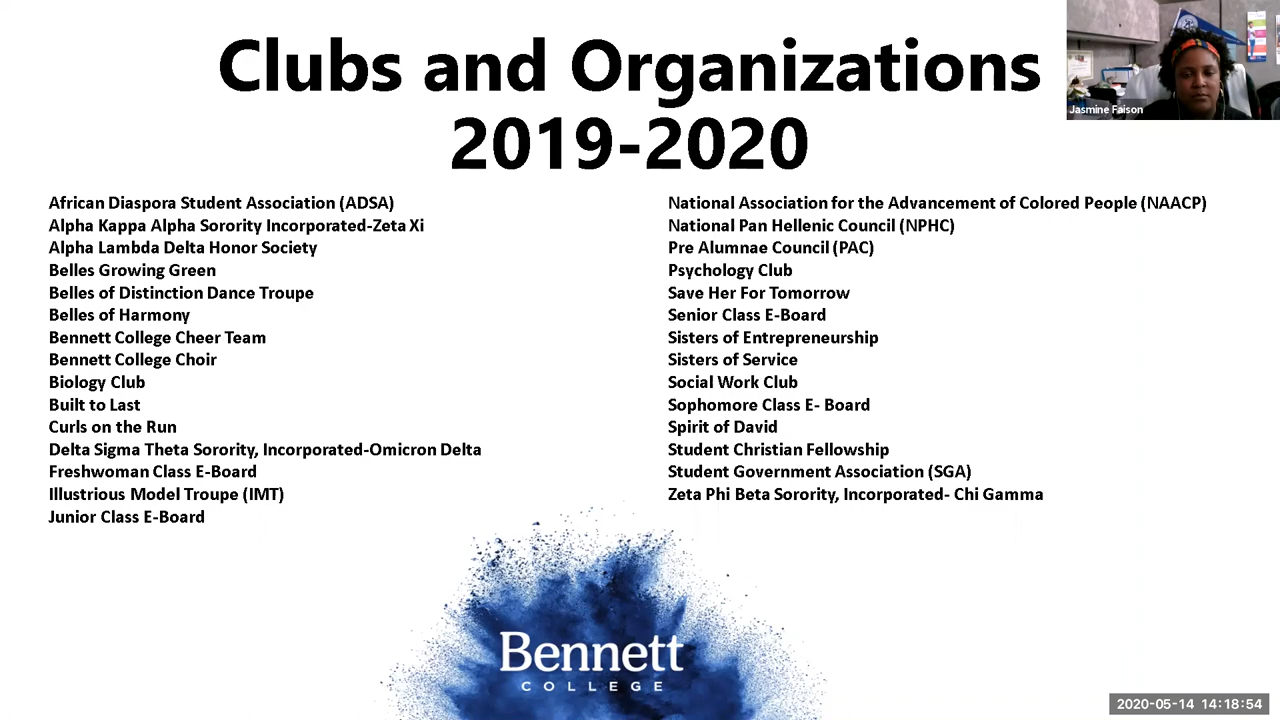 Clubs and Organizations
2019-2020
Jasmine Faison
African Diaspora Student Association (ADSA)
Alpha Kappa Alpha Sorority Incorporated-Zeta Xi
Alpha Lambda Delta Honor Society
Belles Growing Green
Belles of Distinction Dance Troupe
Belles of Harmony
Bennett College Cheer Team
Bennett College Choir
Biology Club
Built to Last
Curls on the Run
Delta Sigma Theta Sorority, Incorporated-Omicron Delta
Freshwoman Class E-Board
Illustrious Model Troupe (IMT)
Junior Class E-Board
National Association for the Advancement of Colored People (NAACP)
National Pan Hellenic Council (NPHC)
Pre Alumnae Council (PAC)
Psychology Club
Save Her For Tomorrow
Senior Class E-Board
Sisters of Entrepreneurship
Sisters of Service
Social Work Club
Sophomore Class E- Board
Spirit of David
Student Christian Fellowship
Student Government Association (SGA)
Zeta Phi Beta Sorority, Incorporated- Chi Gamma
Bennett
COLLEGE
2020-05-14 14:18:54